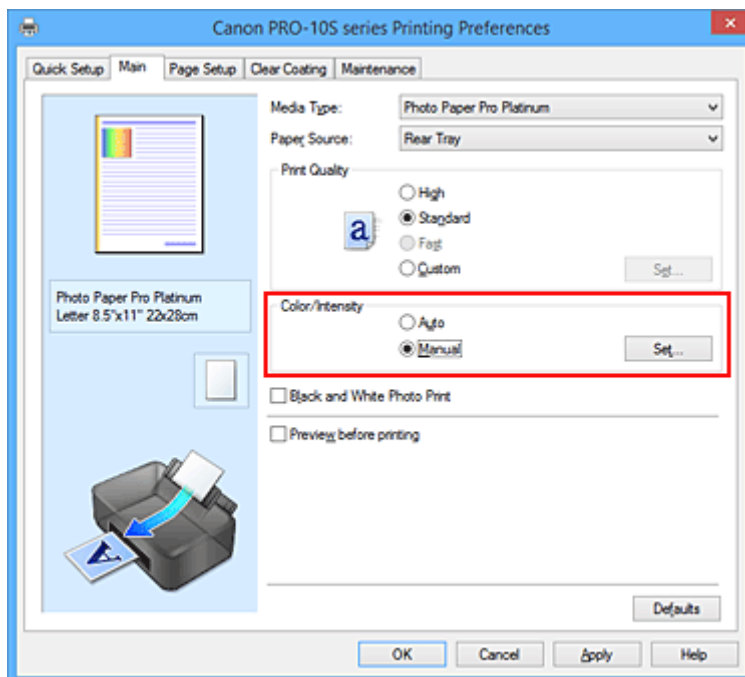 Canon PRO-10S series Printing Preferences
Quick Setup Main Page Setup Clear Coating Maintenance
Media Type: Photo Paper Pro Platinum
Paper Source: Rear Tray
Print Quality
High
a Standard
Fast
Custom Set...
Photo Paper Pro Platinum
Letter 8.5"x11" 22x28cm
Color/Intensity
Auto
Manual Set...
Black and White Photo Print
Preview before printing
A
Defaults
OK Cancel Apply Help